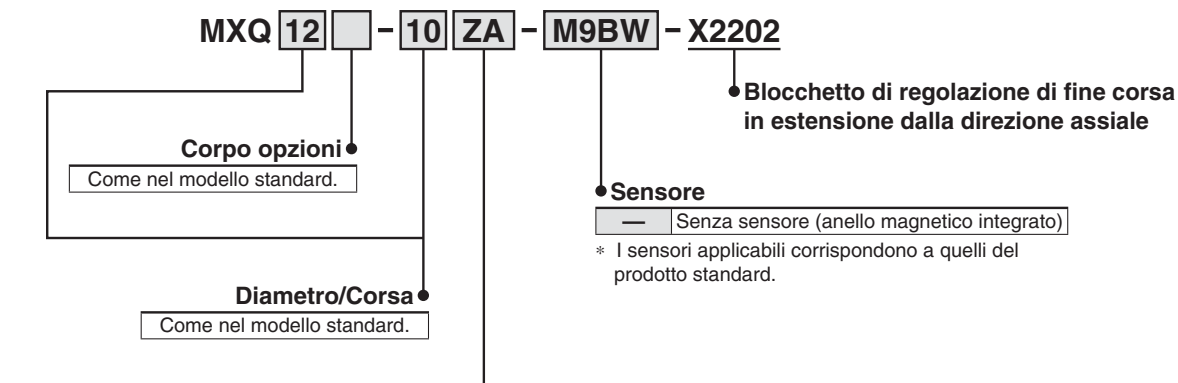 MXQ 12 - 10 ZA - M9BW - X2202
Blocchetto di regolazione di fine corsa
in estensione dalla direzione assiale
Corpo opzioni
Come nel modello standard.
Sensore
— Senza sensore (anello magnetico integrato)
* I sensori applicabili corrispondono a quelli del
prodotto standard.
Diametro/Corsa
Come nel modello standard.